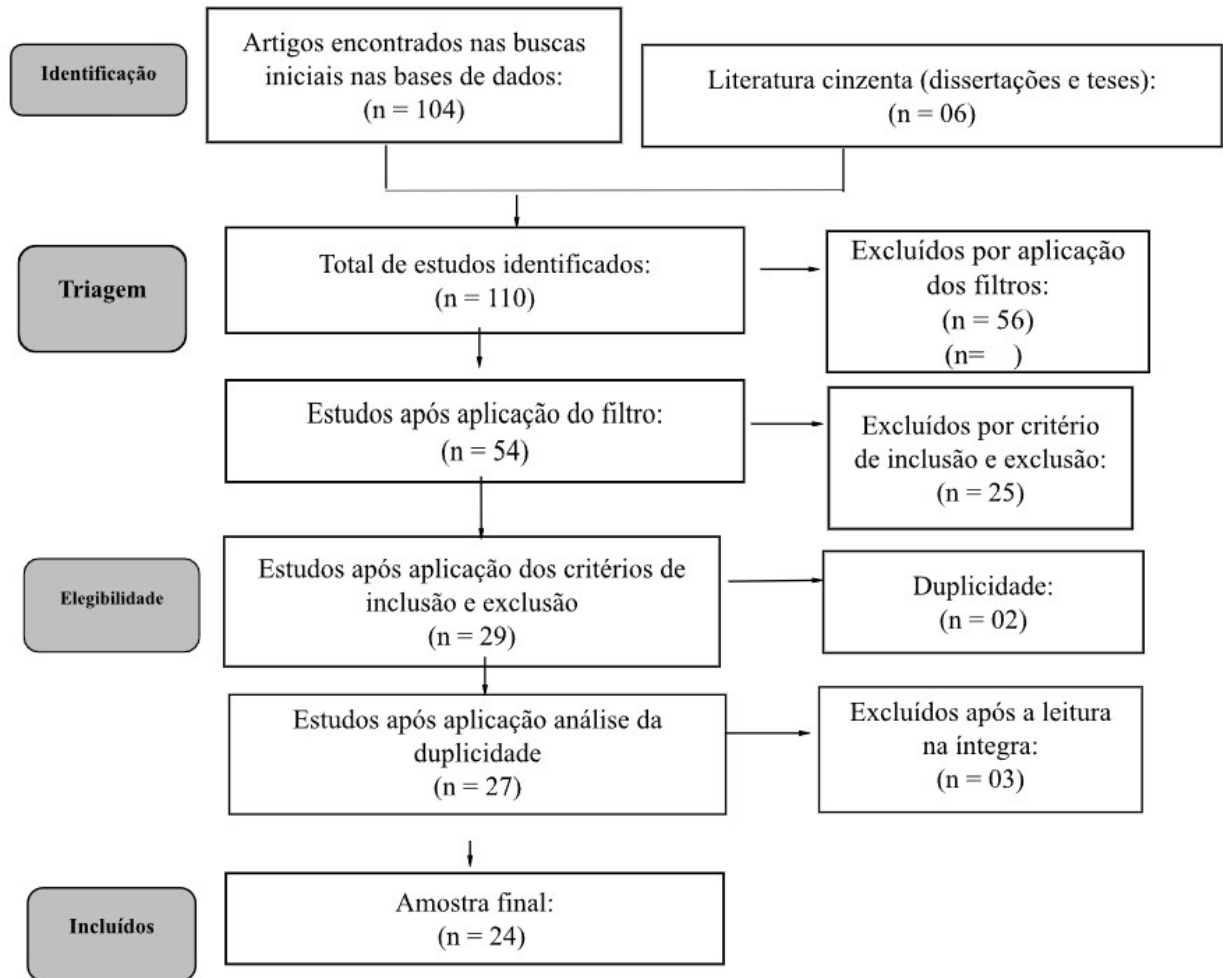 Identificação
Artigos encontrados nas buscas
iniciais nas bases de dados:
(n = 104)
Literatura cinzenta (dissertações e teses):
(n = 06)
Triagem
Total de estudos identificados:
(n = 110)
Excluídos por aplicação
dos filtros:
(n = 56)
(n= )
Estudos após aplicação do filtro:
(n = 54)
Excluídos por critério
de inclusão e exclusão:
(n = 25)
Elegibilidade
Estudos após aplicação dos critérios de
inclusão e exclusão
(n = 29)
Duplicidade:
(n = 02)
Estudos após aplicação análise da
duplicidade
(n = 27)
Excluídos após a leitura
na íntegra:
(n = 03)
Incluídos
Amostra final:
(n = 24)